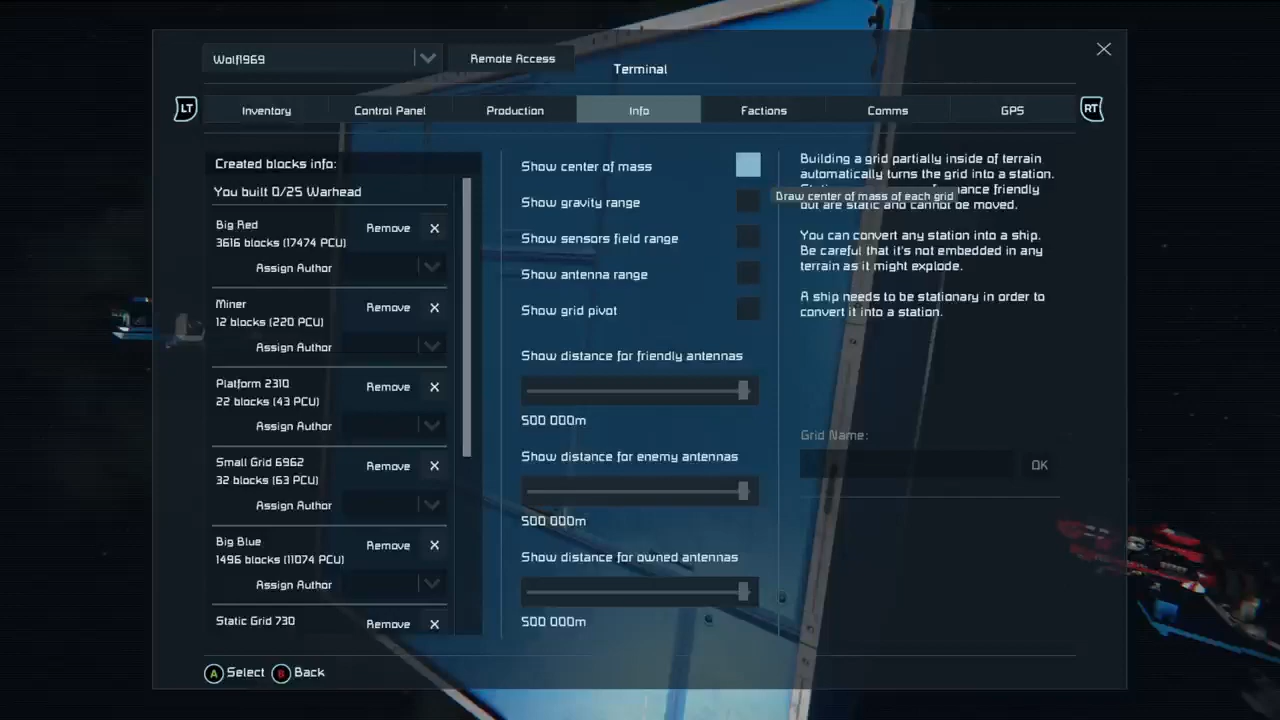 Wolf1969
Remote Access
Terminal
LT
Inventory
Control Panel
Production
Info
Factions
Comms
GPS
RT
Created blocks info:
You built 0/25 Warhead
Big Red
3616 blocks (17474 PCU)
Remove
X
Assign Author
Miner
12 blocks (220 PCU)
Remove
X
Assign Author
Platform 2310
22 blocks (43 PCU)
Remove
X
Assign Author
Small Grid 6962
32 blocks (63 PCU)
Remove
X
Assign Author
Big Blue
1496 blocks (11074 PCU)
Remove
X
Assign Author
Static Grid 730
Remove
X
Show center of mass
Show gravity range
Show sensors field range
Show antenna range
Show grid pivot
Show distance for friendly antennas
500 000m
Show distance for enemy antennas
500 000m
Show distance for owned antennas
500 000m
Building a grid partially inside of terrain
automatically turns the grid into a station.
Draw center of mass of each grid
but are static and cannot be moved.
You can convert any station into a ship.
Be careful that it's not embedded in any
terrain as it might explode.
A ship needs to be stationary in order to
convert it into a station.
Grid Name:
OK
A Select B Back